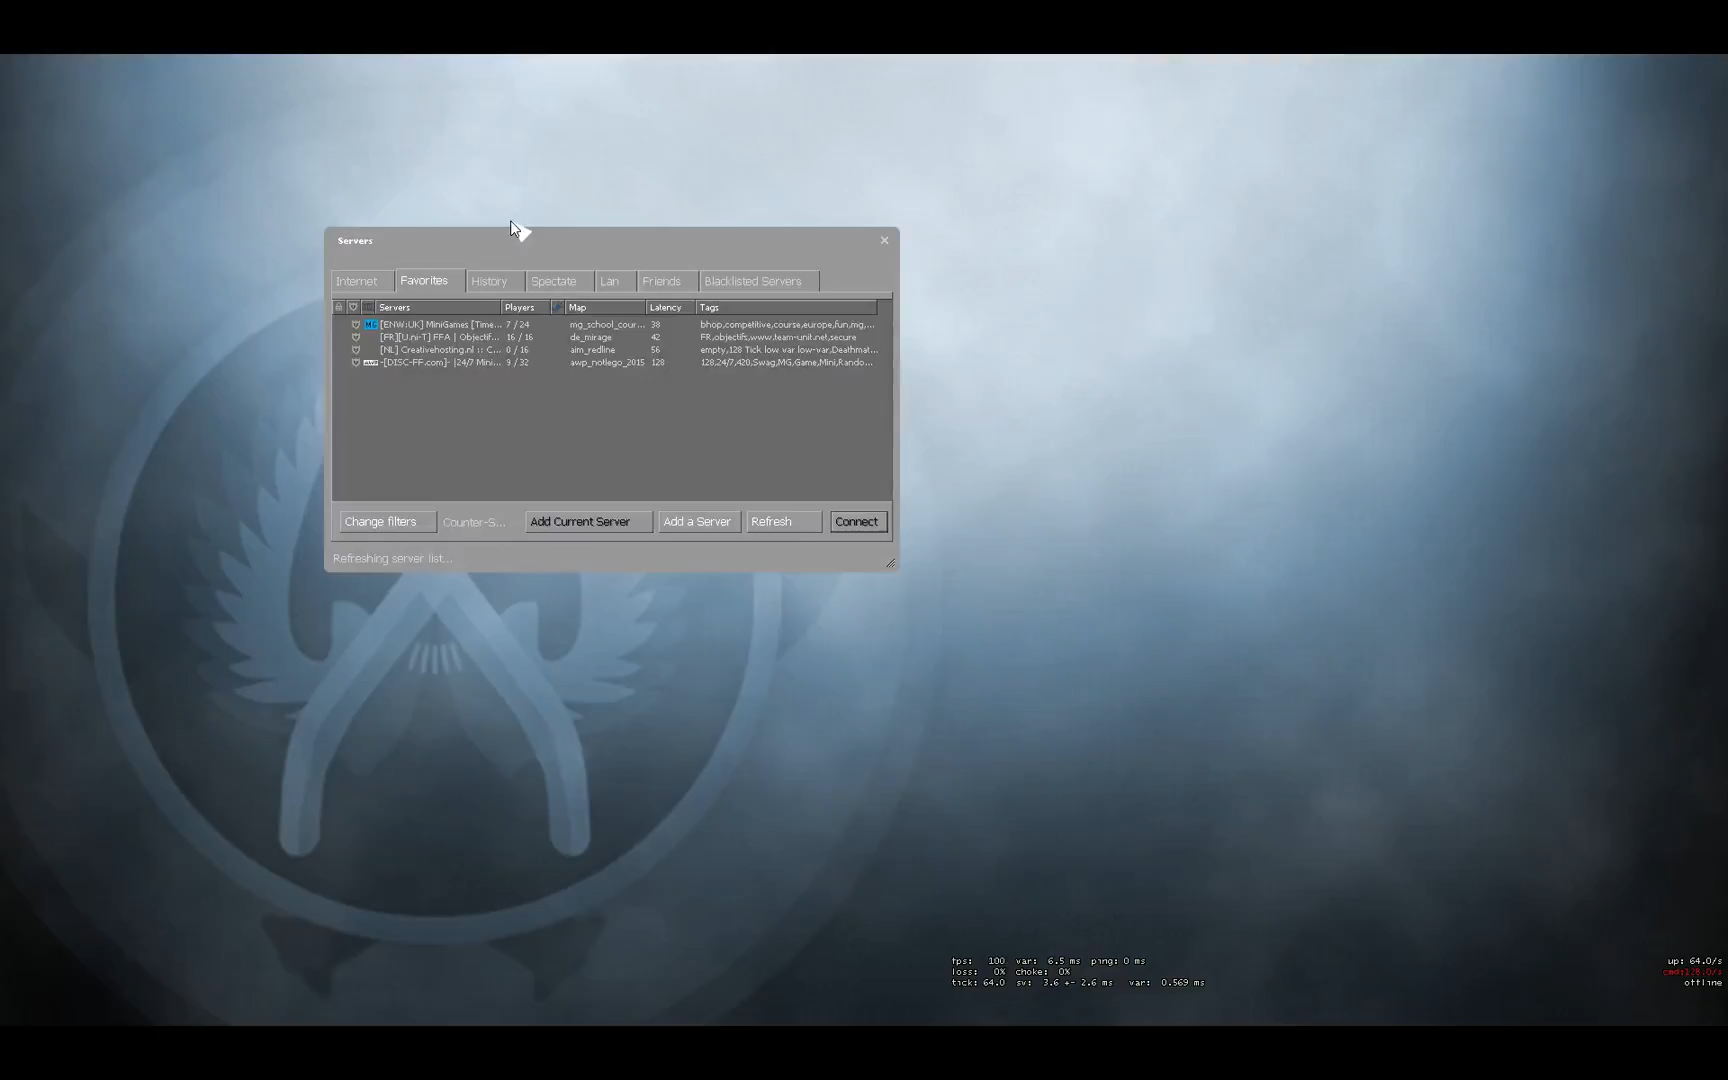 Servers
Internet Favorites History Spectate Lan Friends Blacklisted Servers
Servers Players Map Latency Tags
MG [ENW:UK] MiniGames [Time... 7 / 24 mg_school_cour... 38 bhop,competitive,course,europe,fun,mg,...
[FR][U.ni-T] FFA | Objectif... 16 / 16 de_mirage 42 FR,objectifs,www.team-unit.net,secure
[NL] Creativehosting.nl :: C... 0 / 16 aim_redline 56 empty,128 Tick low var low-var,Deathmat...
-[DISC-FF.com]- |24/7 Mini... 9 / 32 awp_notlego_2015 128 128,24/7,420,Swag,MG,Game,Mini,Rando...
Change filters Counter-S... Add Current Server Add a Server Refresh Connect
Refreshing server list...
fps: 100 var: 6.5 ms ping: 0 ms up: 64.0/s
loss: 0% choke: 0% cmd:128.0/s
tick: 64.0 sv: 3.6 +- 2.6 ms var: 0.569 ms offline